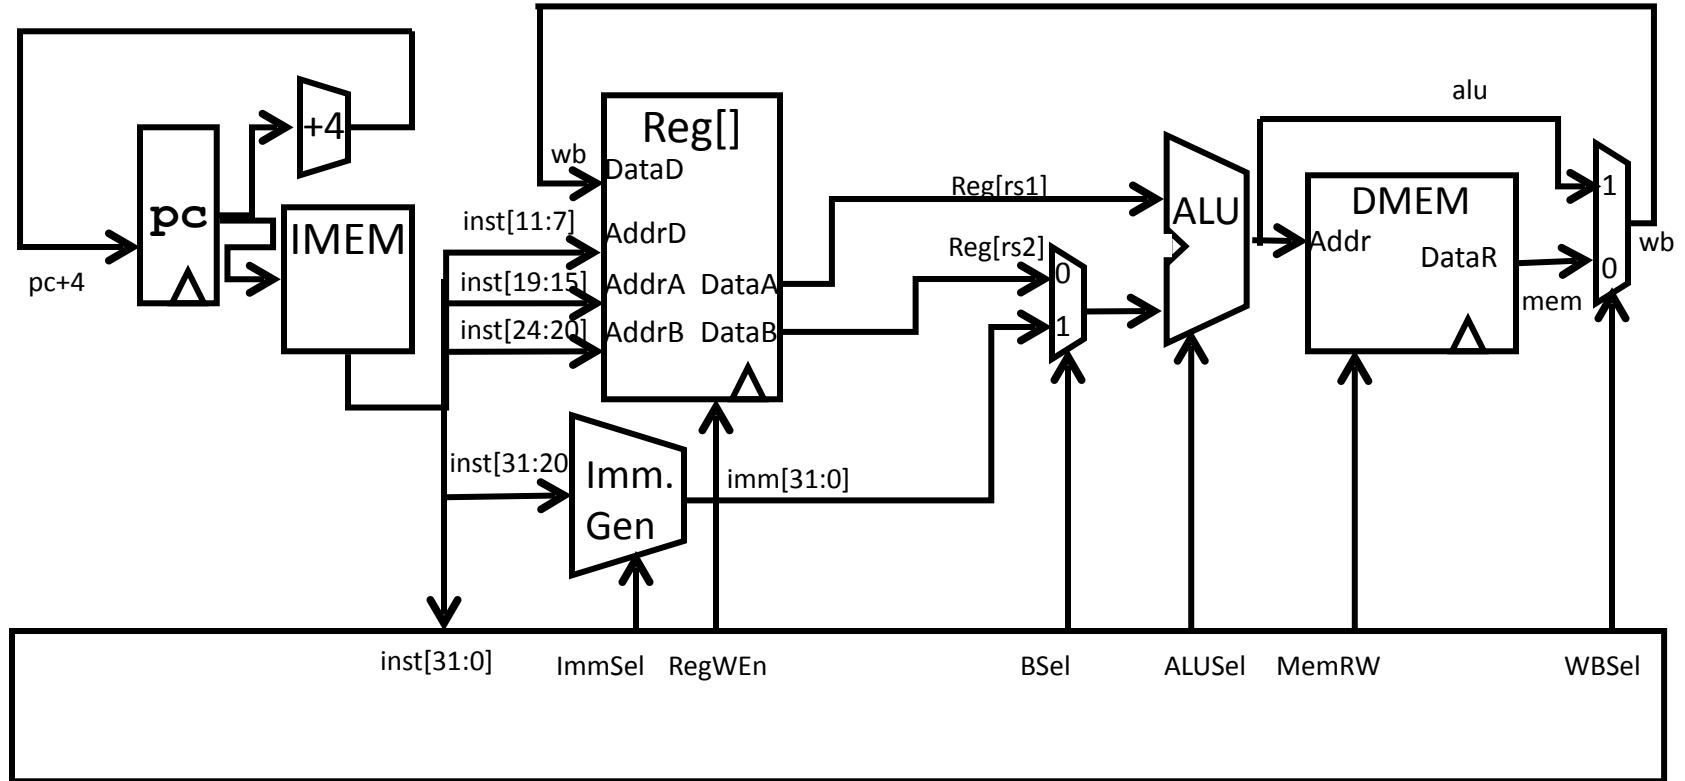 alu
+4
Reg[]
wb
DataD
pc
IMEM
Reg[rs1]
ALU
DMEM
1
inst[11:7]
AddrD
Reg[rs2]
Addr
DataR
wb
pc+4
inst[19:15]
AddrA
DataA
0
0
mem
inst[24:20]
AddrB
DataB
1
inst[31:20
Imm.
Gen
imm[31:0]
inst[31:0]
ImmSel
RegWEn
BSel
ALUSel
MemRW
WBSel